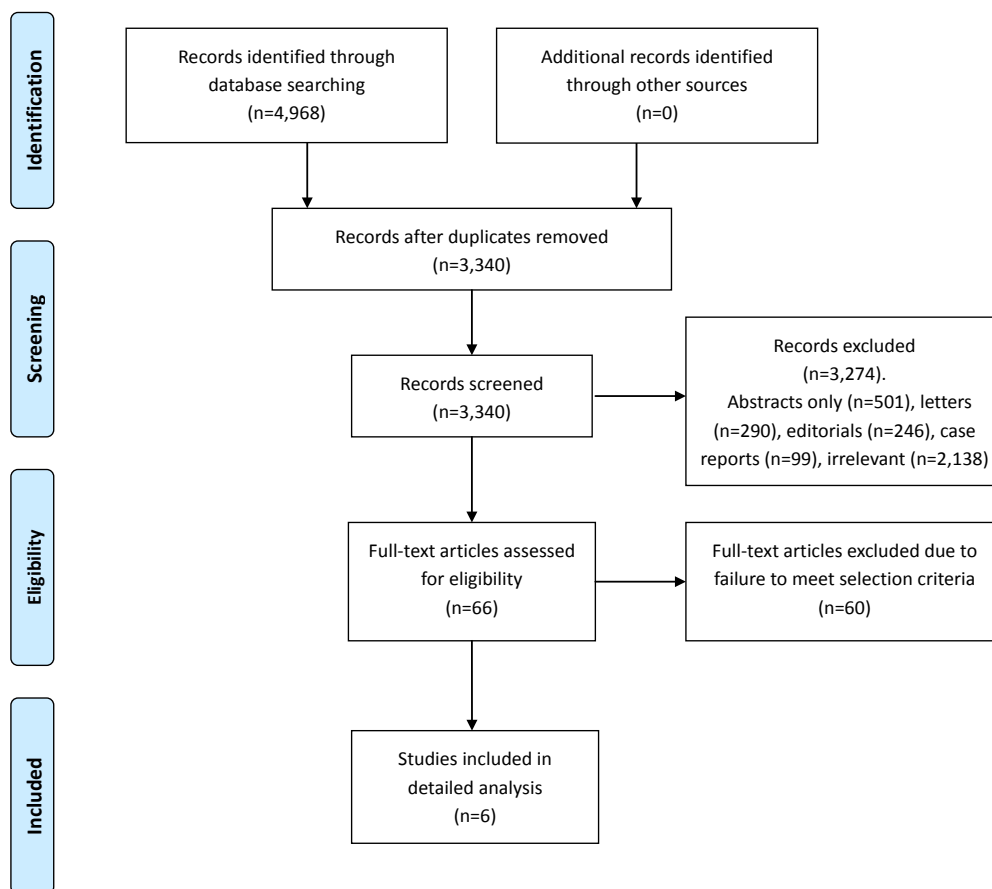 Identification
Records identified through
database searching
(n=4,968)
Additional records identified
through other sources
(n=0)
Records after duplicates removed
(n=3,340)
Screening
Records screened
(n=3,340)
Records excluded
(n=3,274).
Abstracts only (n=501), letters
(n=290), editorials (n=246), case
reports (n=99), irrelevant (n=2,138)
Eligibility
Full-text articles assessed
for eligibility
(n=66)
Full-text articles excluded due to
failure to meet selection criteria
(n=60)
Included
Studies included in
detailed analysis
(n=6)